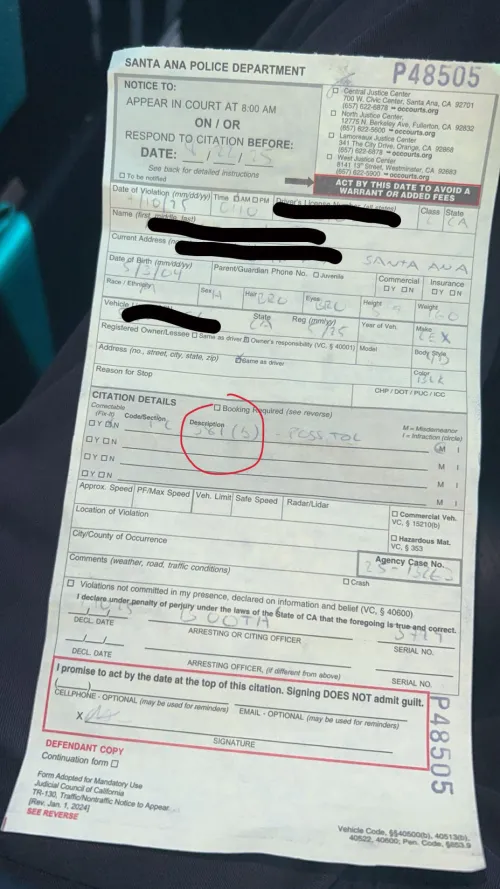 SANTA ANA POLICE DEPARTMENT
P48505
NOTICE TO:
APPEAR IN COURT AT 8:00 AM
ON / OR
RESPOND TO CITATION BEFORE:
DATE: / /25
See back for detailed instructions
☐ To be notified
☐ Central Justice Center
700 W. Civic Center, Santa Ana, CA 92701
(657) 622-6878 ➡ occourts.org
☐ North Justice Center,
12775 N. Berkeley Ave, Fullerton, CA 92832
(657) 622-5600 ➡ occourts.org
☐ Lamoreaux Justice Center
341 The City Drive, Orange, CA 92868
(657) 622-6878 ➡ occourts.org
☐ West Justice Center
8141 13th Street, Westminster, CA 92683
(657) 622-5900 ➡ occourts.org
ACT BY THIS DATE TO AVOID A
WARRANT OR ADDED FEES
Date of Violation (mm/dd/yy) Time ☐ AM ☐ PM Driver's License Number (all states) Class State
/10/25 CA
Name (first, middle, last)
Current Address (no
SANTA ANA
Date of Birth (mm/dd/yy) Parent/Guardian Phone No. ☐ Juvenile Commercial Insurance
5/3/04 ☐ Y ☐ N ☐ Y ☐ N
Race / Ethnicity Sex Hair Eyes Height Weight
M BRO BRO
Vehicle State Reg (mm/yy) Year of Veh. Make
CA /25 LEX
Registered Owner/Lessee ☐ Same as driver ☑ Owner's responsibility (VC, § 40001) Model Body Style
Address (no., street, city, state, zip) ☑ Same as driver Color
BLK
Reason for Stop CHP / DOT / PUC / ICC
CITATION DETAILS ☐ Booking Required (see reverse)
Correctable
(Fix-It) Code/Section Description M = Misdemeanor
I = Infraction (circle)
☐ Y ☑ N 381 (B) - POSS. TOL M I
☐ Y ☐ N M I
☐ Y ☐ N M I
☐ Y ☐ N M I
Approx. Speed PF/Max Speed Veh. Limit Safe Speed Radar/Lidar ☐ Commercial Veh.
VC, § 15210(b)
Location of Violation
☐ Hazardous Mat.
VC, § 353
City/County of Occurrence
Agency Case No.
25-
Comments (weather, road, traffic conditions) ☐ Crash
☐ Violations not committed in my presence, declared on information and belief (VC, § 40600)
I declare under penalty of perjury under the laws of the State of CA that the foregoing is true and correct.
BOOTH
DECL. DATE ARRESTING OR CITING OFFICER SERIAL NO.
DECL. DATE ARRESTING OFFICER, (if different from above) SERIAL NO.
I promise to act by the date at the top of this citation. Signing DOES NOT admit guilt.
( )
CELLPHONE - OPTIONAL (may be used for reminders) EMAIL - OPTIONAL (may be used for reminders)
X
SIGNATURE
P48505
DEFENDANT COPY
Continuation form ☐
Form Adopted for Mandatory Use
Judicial Council of California
TR-130, Traffic/Nontraffic Notice to Appear
[Rev. Jan. 1, 2024]
SEE REVERSE
Vehicle Code, §§40500(b), 40513(b),
40522, 40600; Pen. Code, §853.9